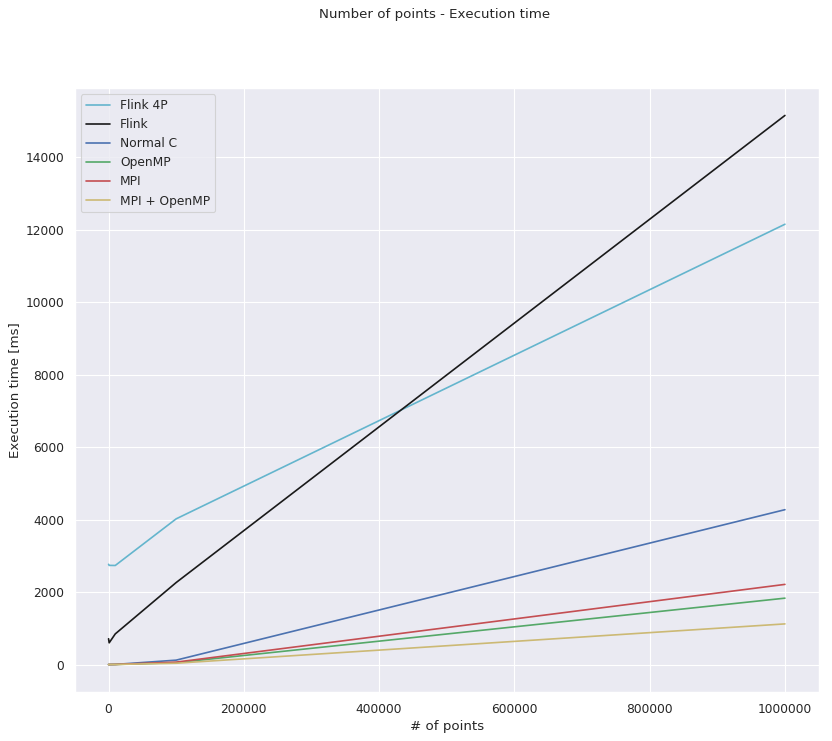 Number of points - Execution time
Flink 4P
Flink
Normal C
OpenMP
MPI
MPI + OpenMP
14000
12000
10000
8000
6000
4000
2000
0
Execution time [ms]
0 200000 400000 600000 800000 1000000
# of points